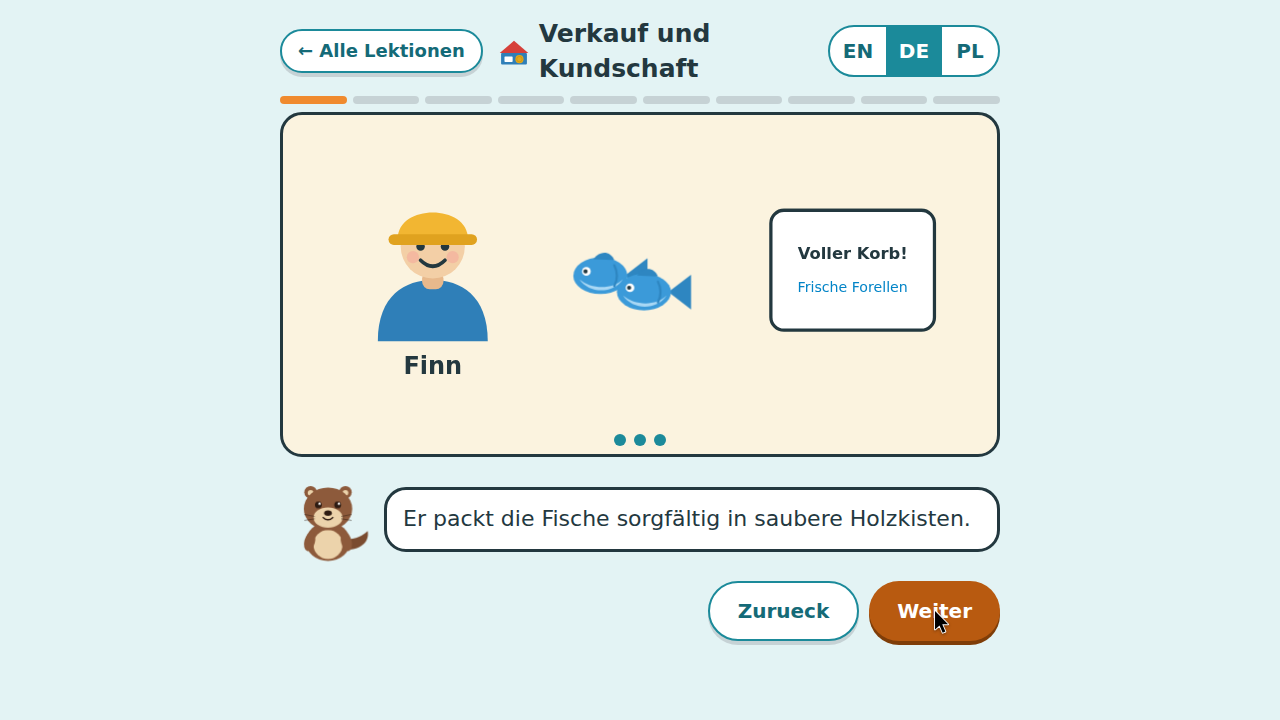 ← Alle Lektionen
Verkauf und
Kundschaft
EN DE PL
Voller Korb!
Frische Forellen
Finn
Er packt die Fische sorgfältig in saubere Holzkisten.
Zurueck
Weiter